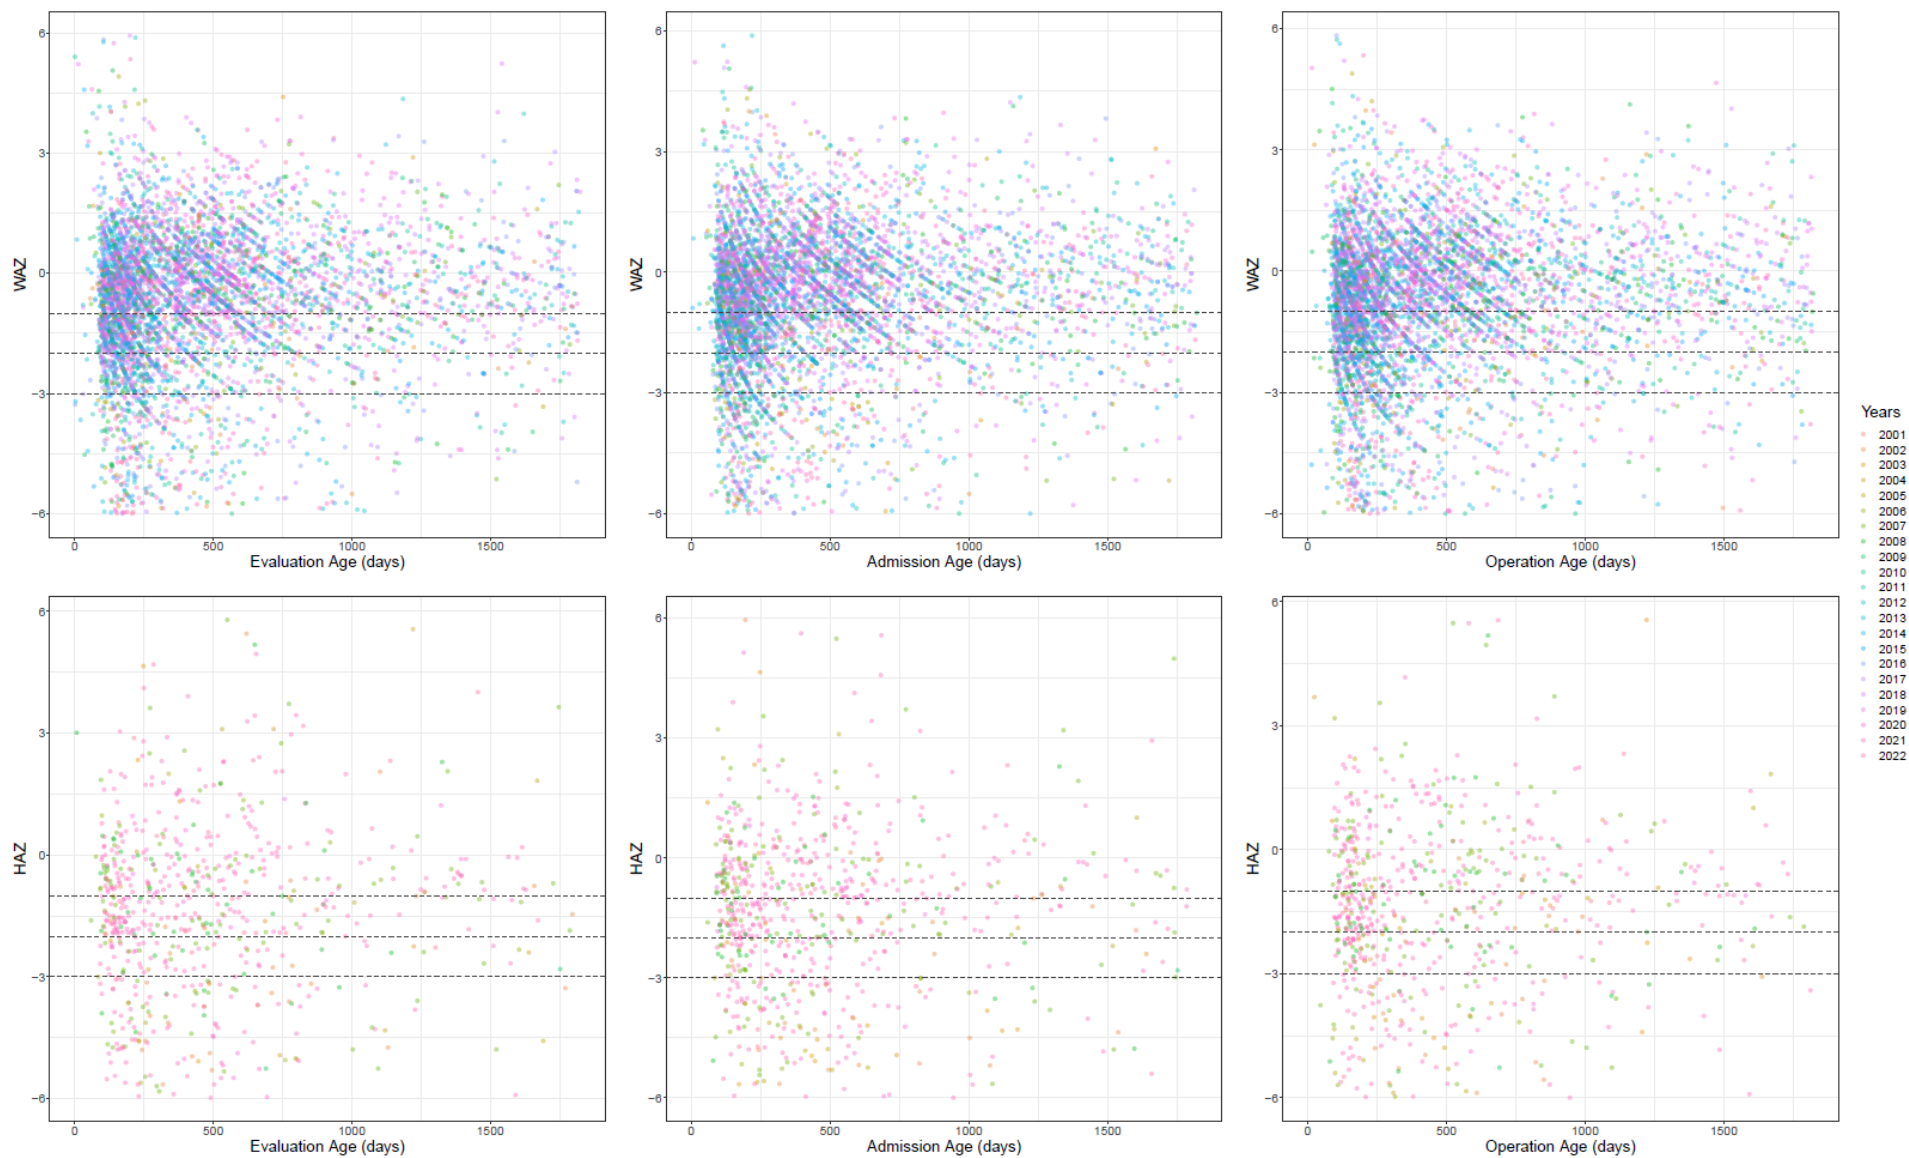 6
3
0
−3
−6
WAZ
0 500 1000 1500
Evaluation Age (days)
6
3
0
−3
−6
WAZ
0 500 1000 1500
Admission Age (days)
6
3
0
−3
−6
WAZ
0 500 1000 1500
Operation Age (days)
6
3
0
−3
−6
HAZ
0 500 1000 1500
Evaluation Age (days)
6
3
0
−3
−6
HAZ
0 500 1000 1500
Admission Age (days)
6
3
0
−3
−6
HAZ
0 500 1000 1500
Operation Age (days)
Years
2001
2002
2003
2004
2005
2006
2007
2008
2009
2010
2011
2012
2013
2014
2015
2016
2017
2018
2019
2020
2021
2022